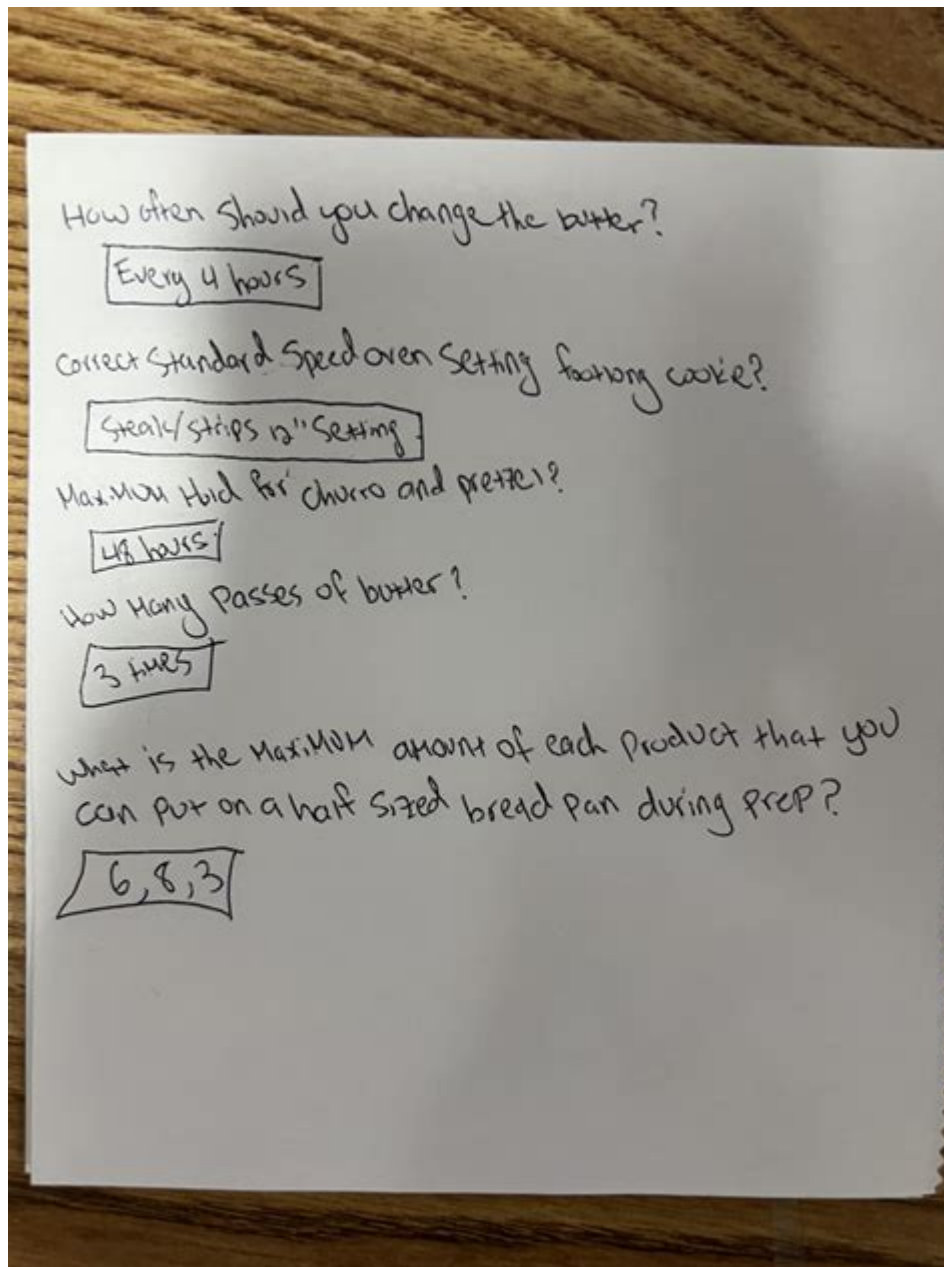 How often should you change the butter?
Every 4 hours
Correct Standard Speed oven Setting footlong cookie?
Steak/strips 12" Setting
Maximum Hold for churro and pretzel?
48 hours
How Many Passes of butter?
3 times
What is the MaxiMUM amount of each Product that you
can put on a half sized bread pan during Prep?
6, 8, 3